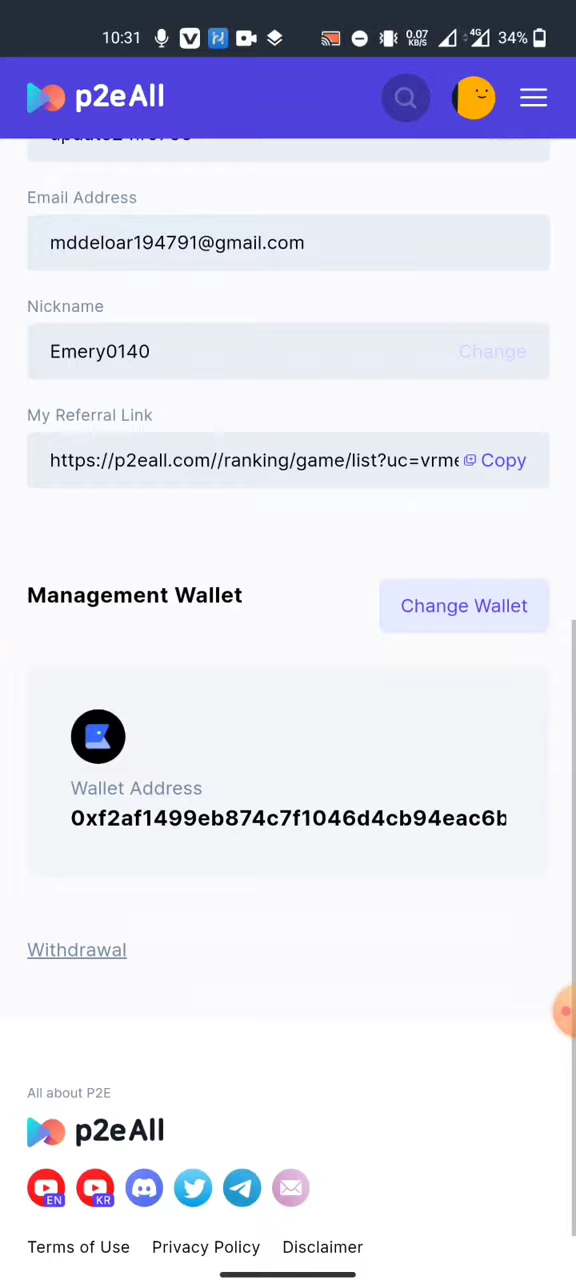 10:31
0.07
KB/S
4G
34%
p2eAll
Email Address
mddeloar194791@gmail.com
Nickname
Emery0140
Change
My Referral Link
https://p2eall.com//ranking/game/list?uc=vrme
Copy
Management Wallet
Change Wallet
Wallet Address
0xf2af1499eb874c7f1046d4cb94eac6b
Withdrawal
All about P2E
p2eAll
EN
KR
Terms of Use
Privacy Policy
Disclaimer